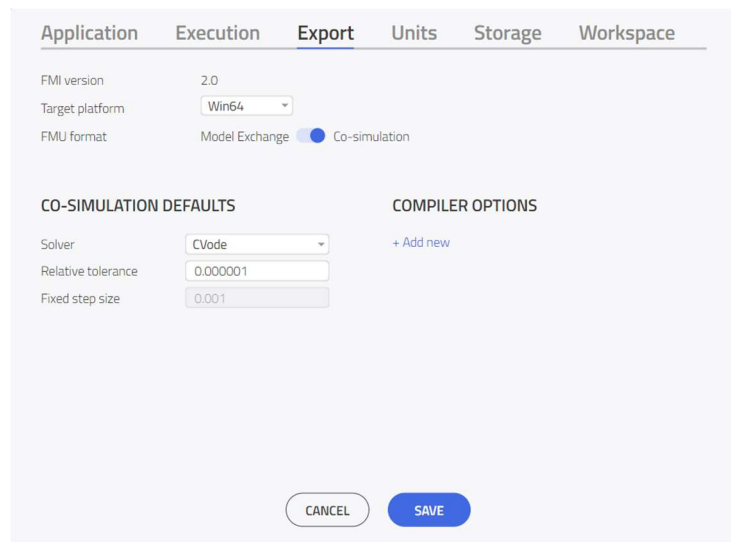 Application Execution Export Units Storage Workspace
FMI version 2.0
Target platform Win64
FMU format Model Exchange Co-simulation
CO-SIMULATION DEFAULTS COMPILER OPTIONS
Solver CVode + Add new
Relative tolerance 0.000001
Fixed step size 0.001
CANCEL SAVE